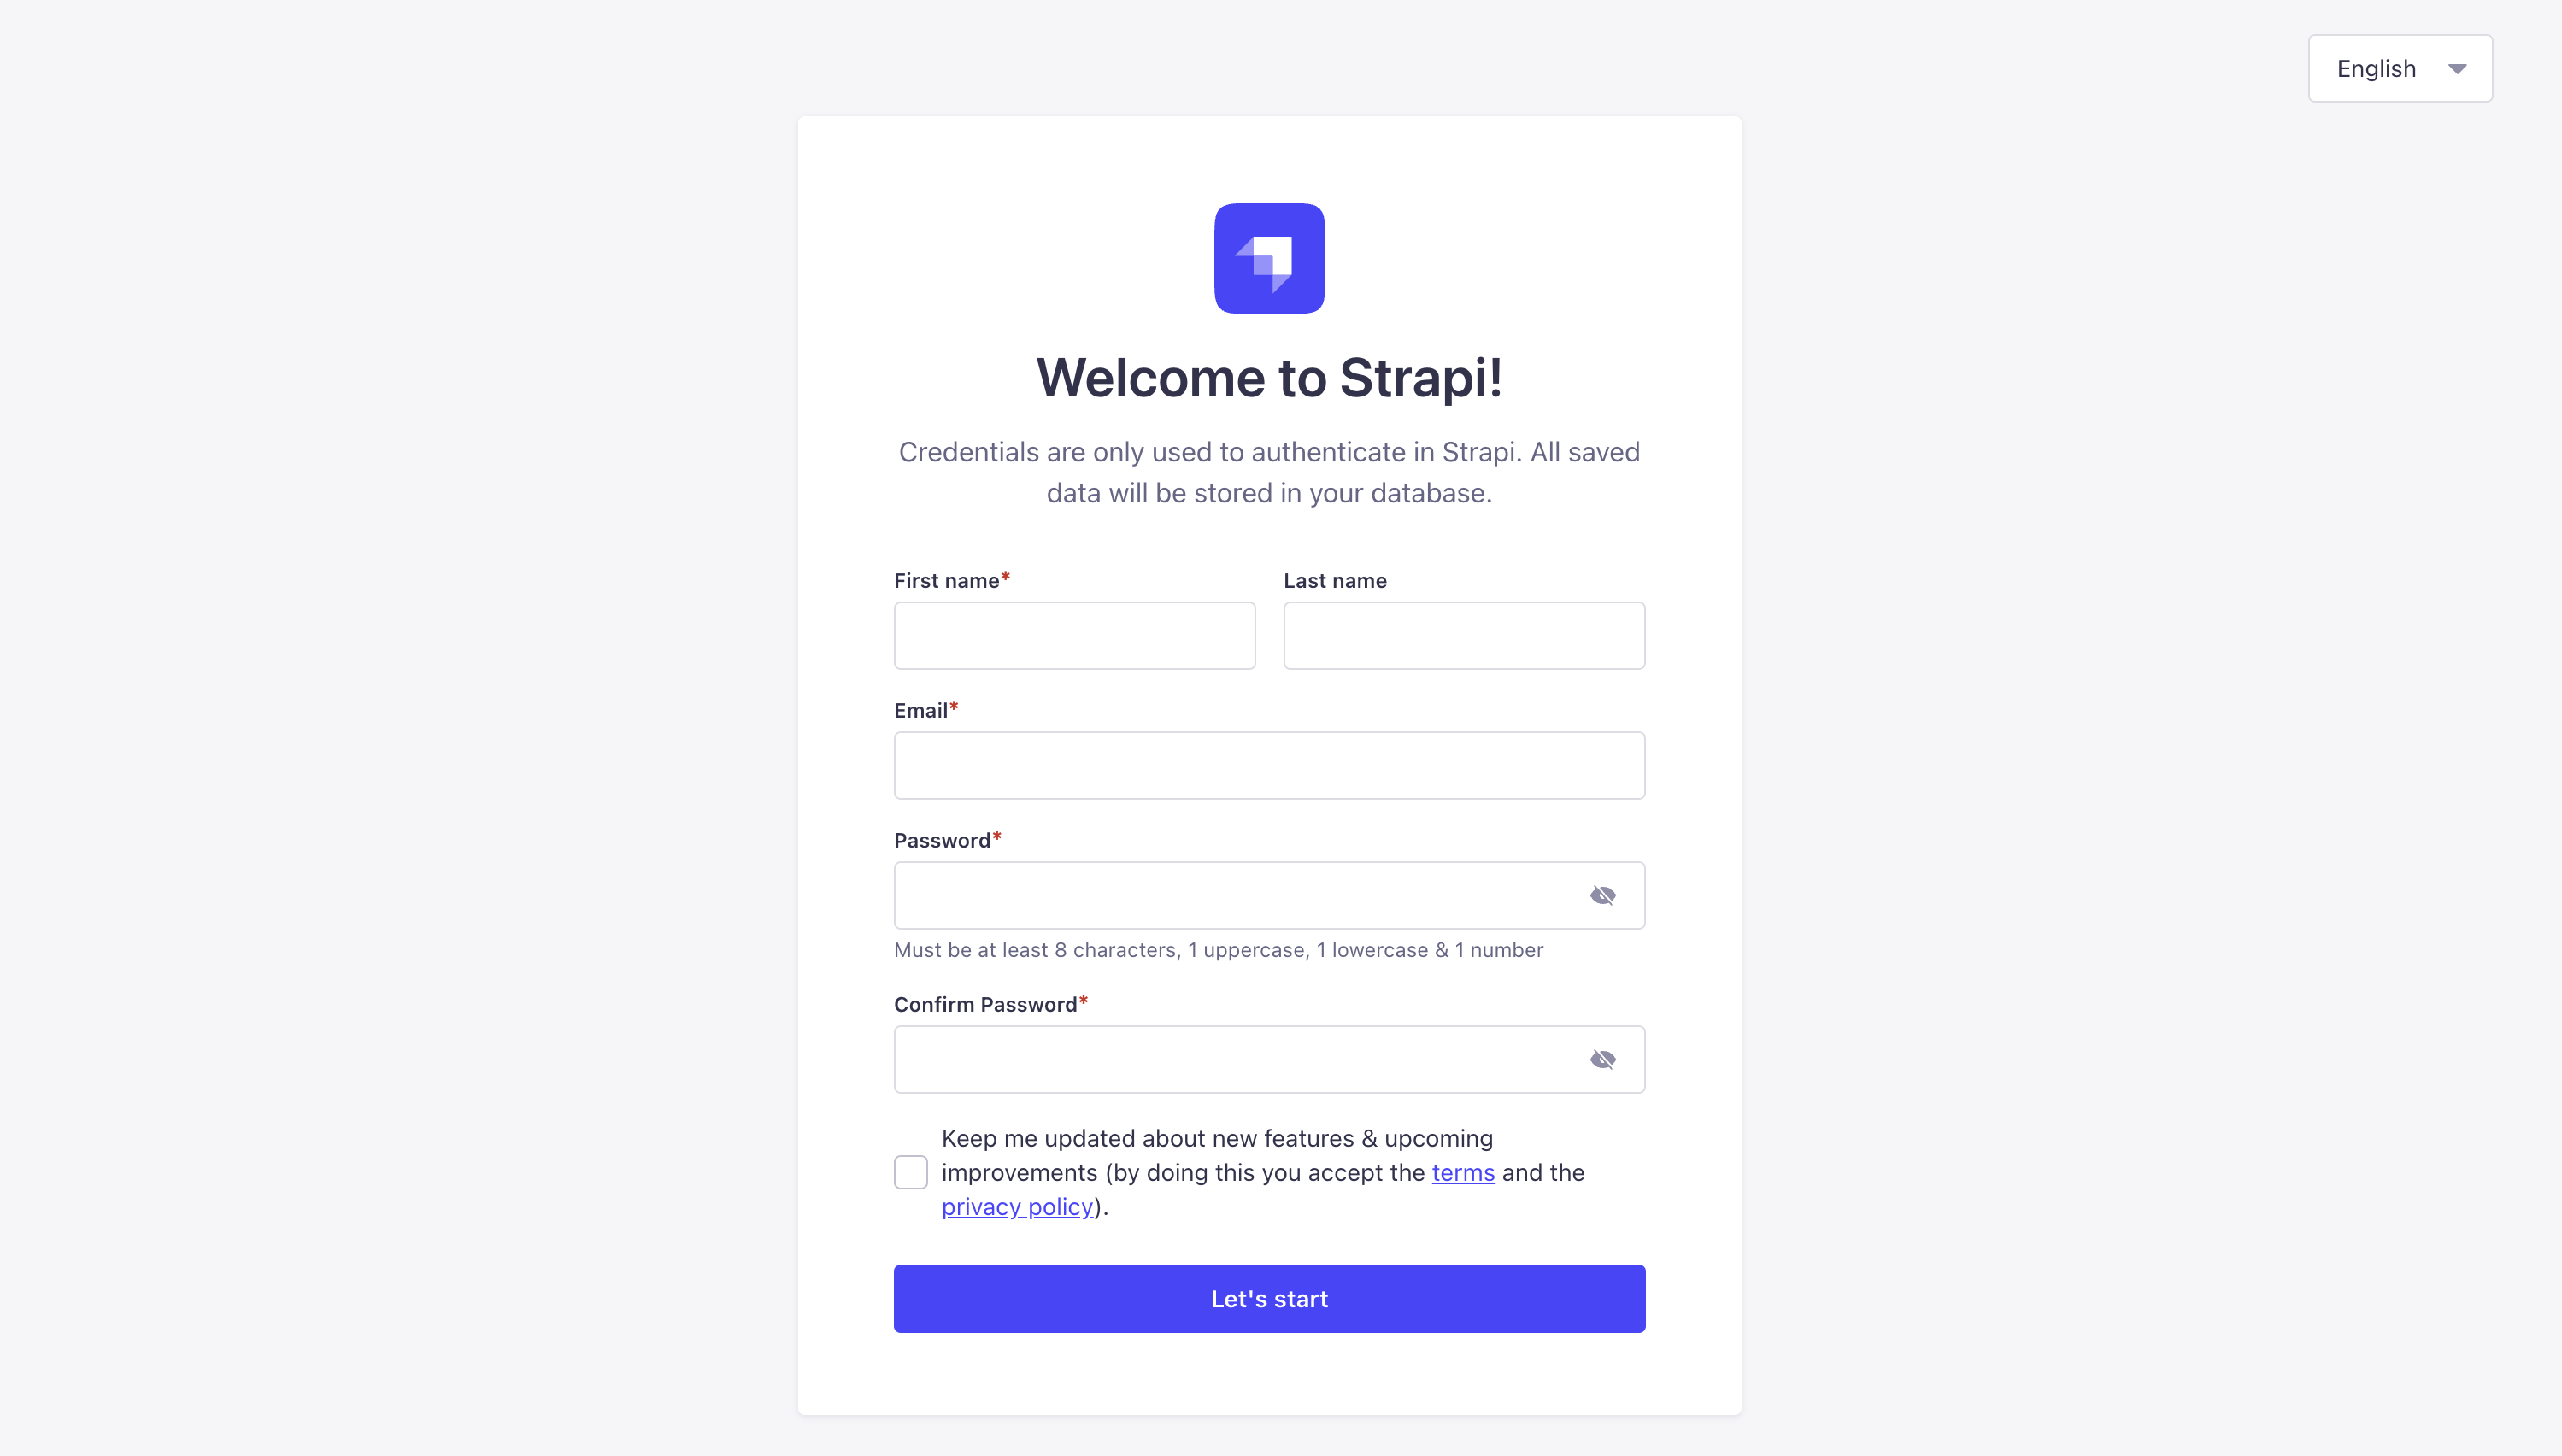 English
Welcome to Strapi!
Credentials are only used to authenticate in Strapi. All saved
data will be stored in your database.
First name*
Last name
Email*
Password*
Must be at least 8 characters, 1 uppercase, 1 lowercase & 1 number
Confirm Password*
Keep me updated about new features & upcoming
improvements (by doing this you accept the terms and the
privacy policy).
Let's start